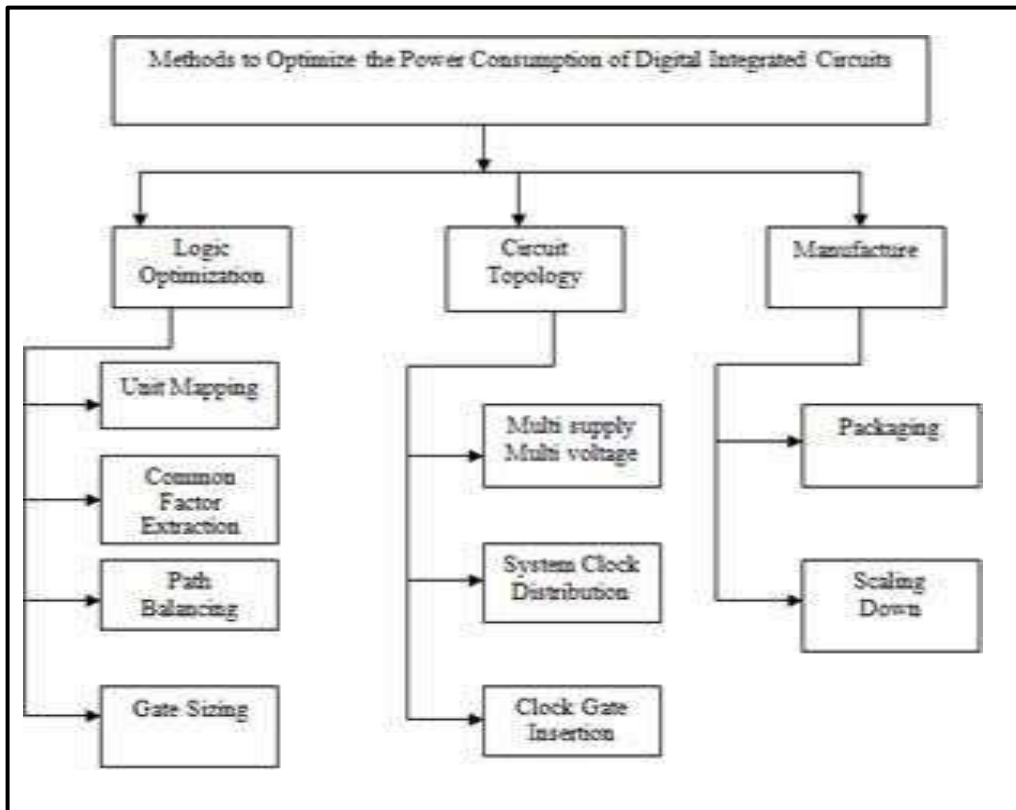 Methods to Optimize the Power Consumption of Digital Integrated Circuits
Logic
Optimization
Circuit
Topology
Manufacture
Unit Mapping
Common
Factor
Extraction
Path
Balancing
Gate Sizing
Multi supply
Multi voltage
System Clock
Distribution
Clock Gate
Insertion
Packaging
Scaling
Down